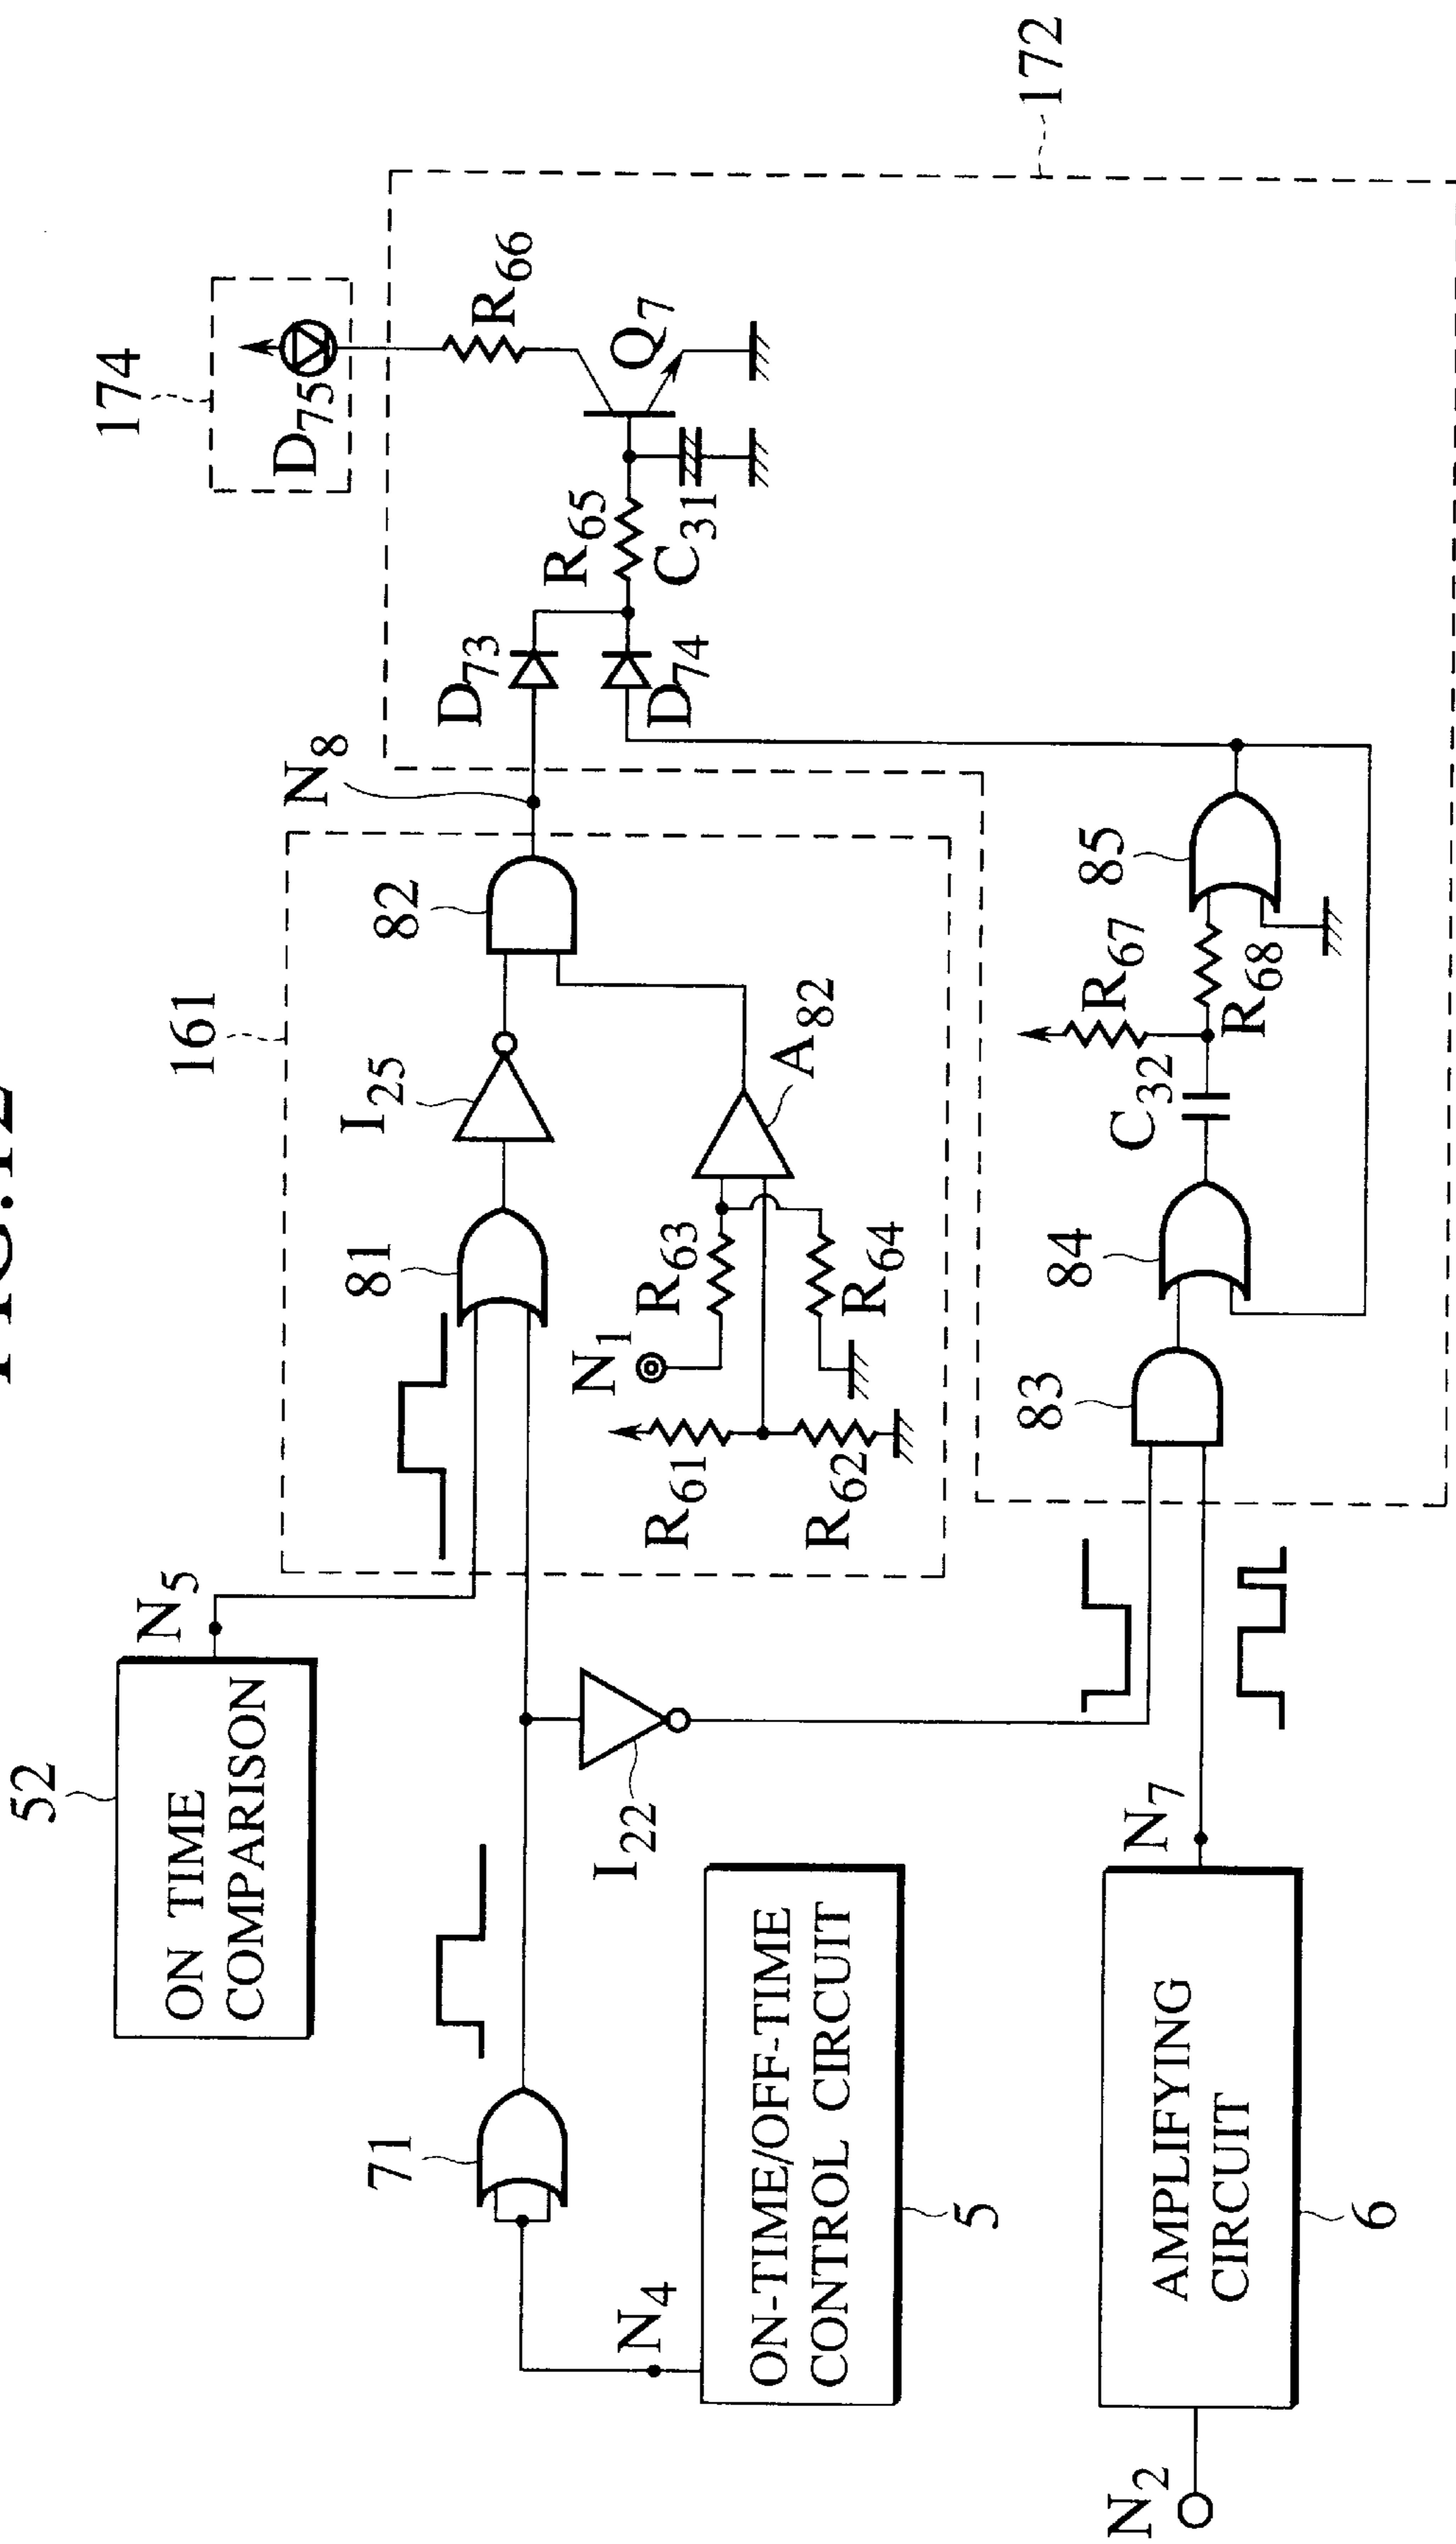 FIG.12
174
D75
R66
Q7
172
R65
C31
D73
D74
N8
161
82
I25
A82
81
R63
N1
R64
R61
R62
85
R67
R68
C32
84
83
52
ON TIME
COMPARISON
N5
I22
71
N4
ON-TIME/OFF-TIME
CONTROL CIRCUIT
5
N7
AMPLIFYING
CIRCUIT
6
N2